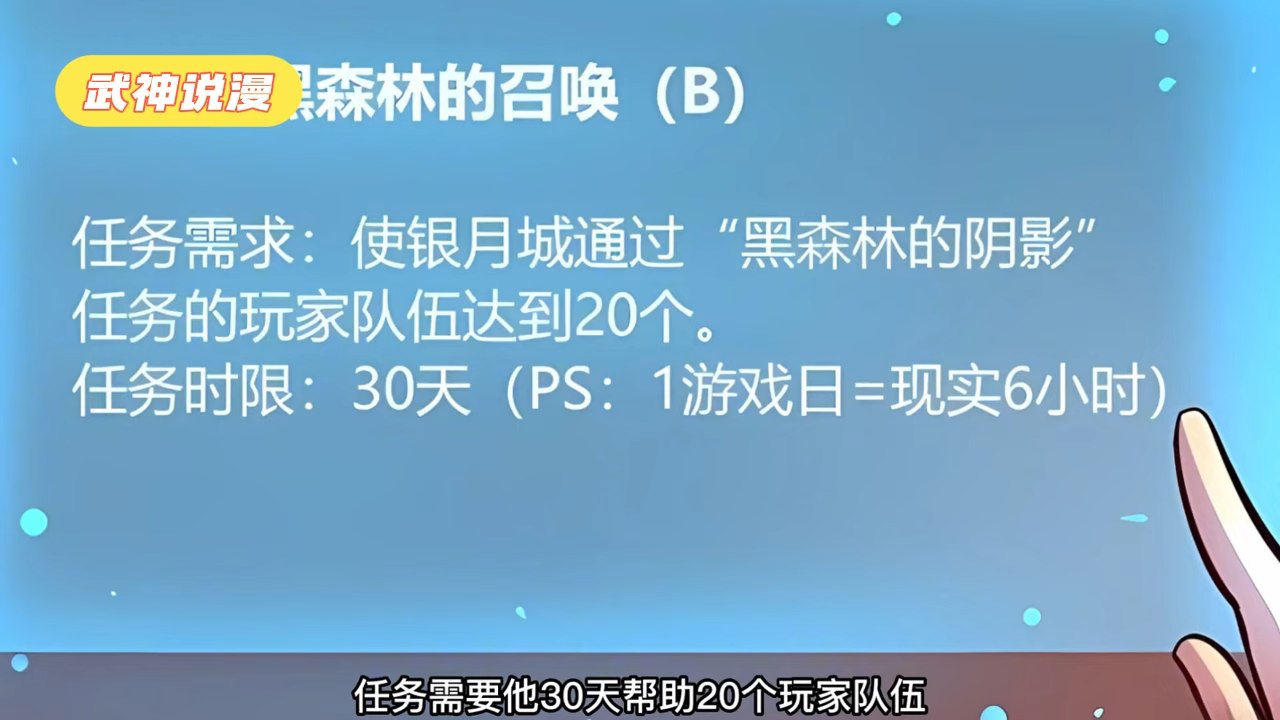 武神说漫
黑森林的召唤（B）
任务需求：使银月城通过“黑森林的阴影”
任务的玩家队伍达到20个。
任务时限：30天（PS：1游戏日=现实6小时）
任务需要他30天帮助20个玩家队伍